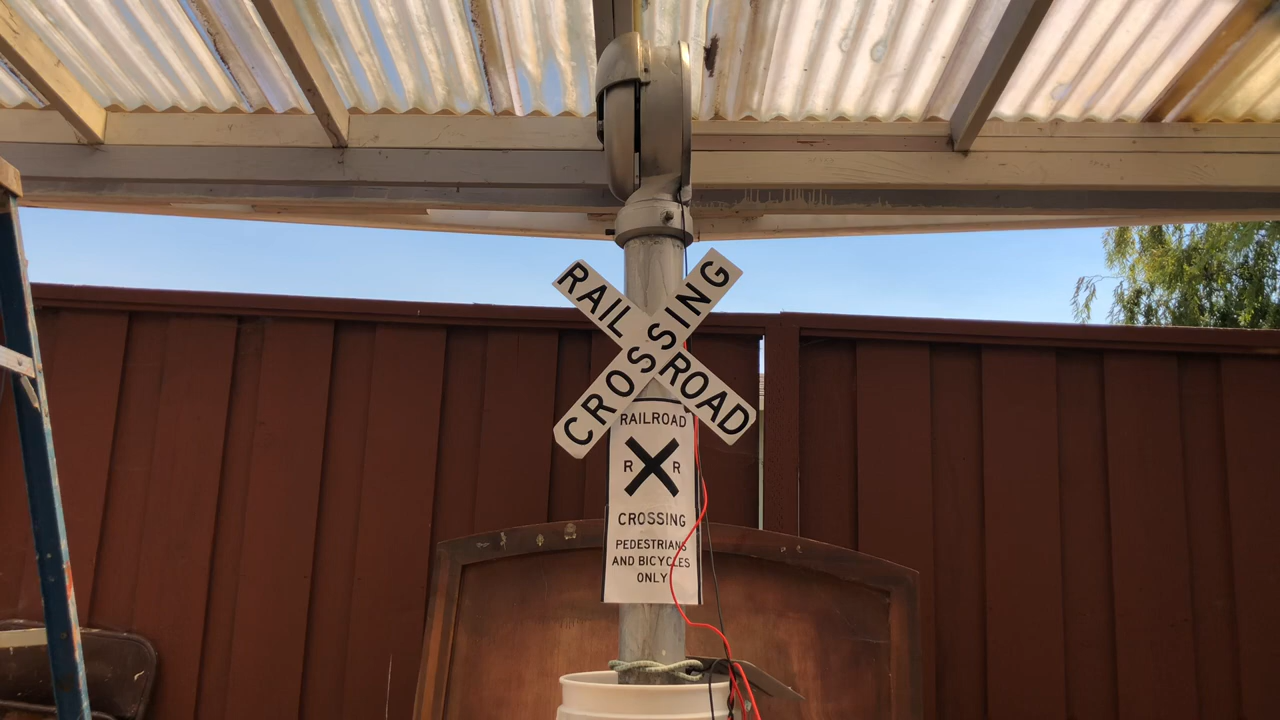 RAILROAD
CROSSING
RAILROAD
R R
CROSSING
PEDESTRIANS
AND BICYCLES
ONLY